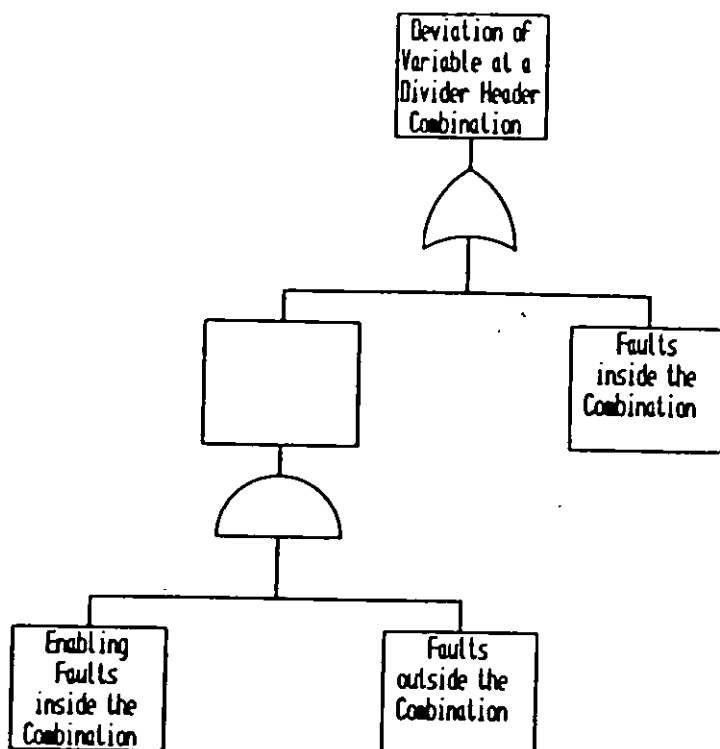 Deviation of
Variable at a
Divider Header
Combination
Faults
inside the
Combination
Enabling
Faults
inside the
Combination
Faults
outside the
Combination